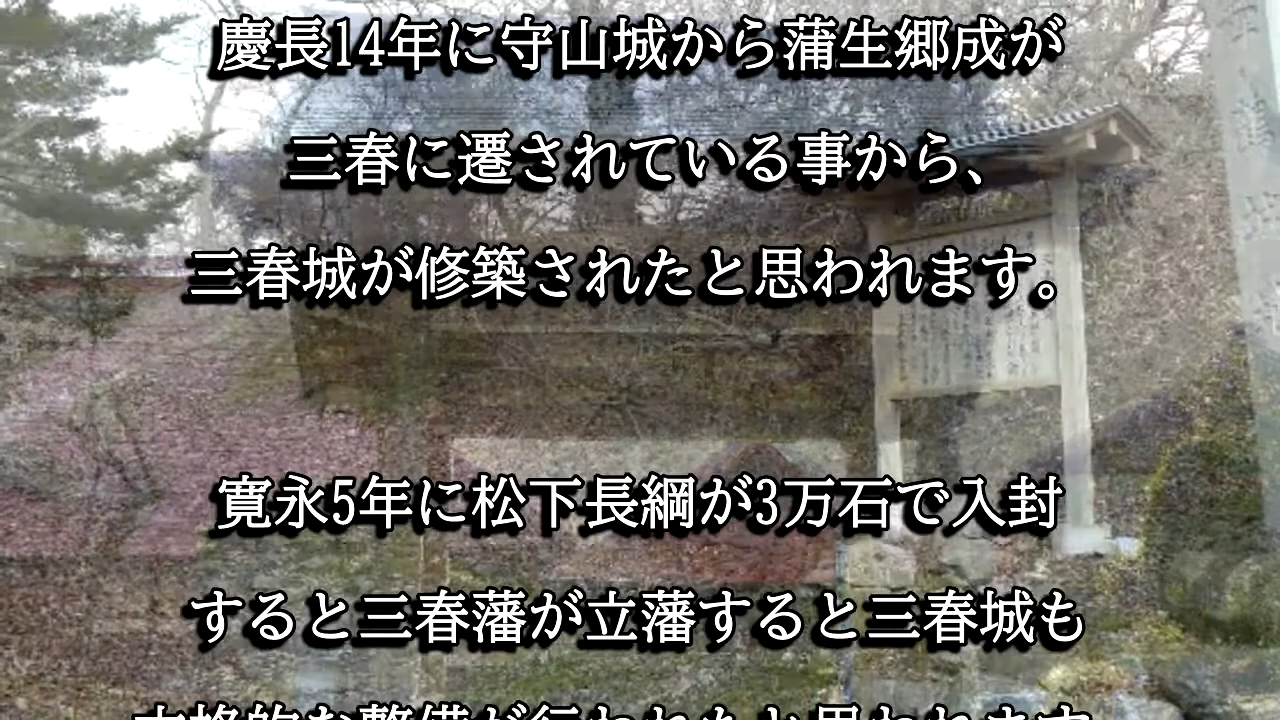 慶長14年に守山城から蒲生郷成が
三春に遷されている事から、
三春城が修築されたと思われます。
寛永5年に松下長綱が3万石で入封
すると三春藩が立藩すると三春城も